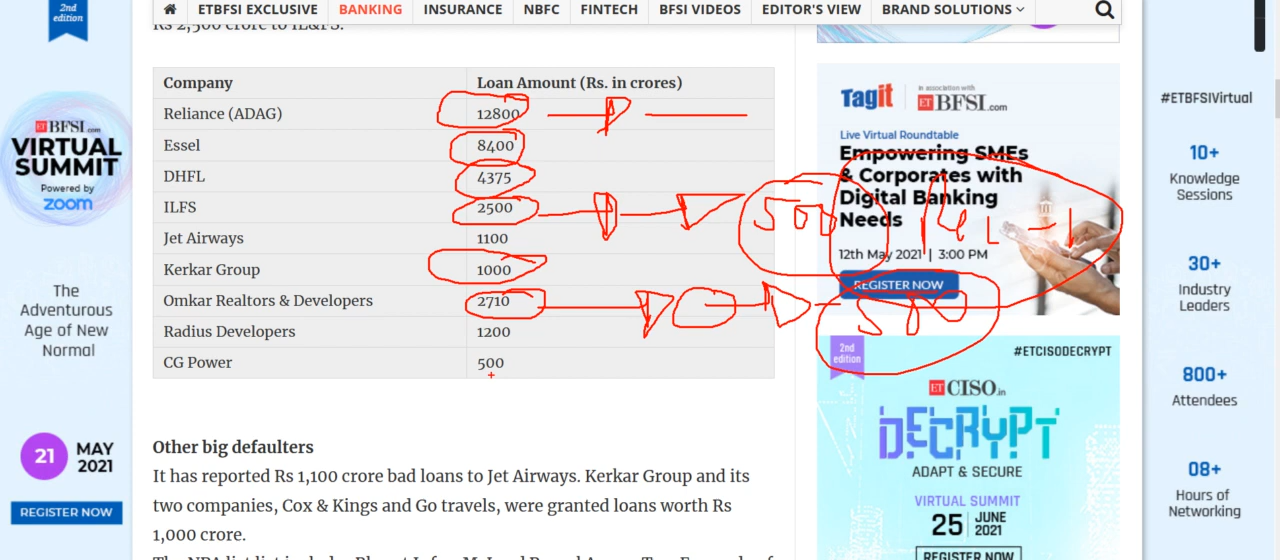 2nd
edition
ETBFSI EXCLUSIVE BANKING INSURANCE NBFC FINTECH BFSI VIDEOS EDITOR'S VIEW BRAND SOLUTIONS
Rs 2,500 crore to IL&FS.
Company Loan Amount (Rs. in crores)
Reliance (ADAG) 12800
Essel 8400
DHFL 4375
ILFS 2500
Jet Airways 1100
Kerkar Group 1000
Omkar Realtors & Developers 2710
Radius Developers 1200
CG Power 500
Other big defaulters
It has reported Rs 1,100 crore bad loans to Jet Airways. Kerkar Group and its
two companies, Cox & Kings and Go travels, were granted loans worth Rs
1,000 crore.
ET BFSI.com
VIRTUAL
SUMMIT
Powered by
zoom
The
Adventurous
Age of New
Normal
21 MAY
2021
REGISTER NOW
Tagit
in association with
ET BFSI.com
Live Virtual Roundtable
Empowering SMEs
& Corporates with
Digital Banking
Needs
12th May 2021 | 3:00 PM
REGISTER NOW
500
2nd
edition
#ETCISODECRYPT
ET CISO.in
DECRYPT
ADAPT & SECURE
VIRTUAL SUMMIT
25 JUNE
2021
REGISTER NOW
#ETBFSIVirtual
10+
Knowledge
Sessions
30+
Industry
Leaders
800+
Attendees
08+
Hours of
Networking